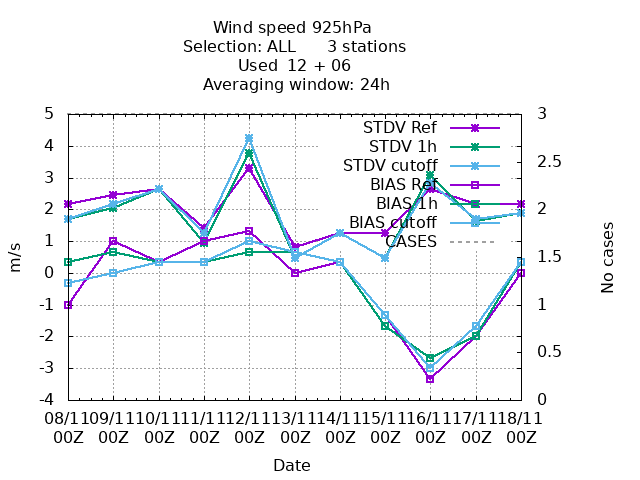 Wind speed 925hPa
Selection: ALL 3 stations
Used 12 + 06
Averaging window: 24h
STDV Ref
STDV 1h
STDV cutoff
BIAS Ref
BIAS 1h
BIAS cutoff
CASES
5
4
3
2
1
0
-1
-2
-3
-4
m/s
3
2.5
2
1.5
1
0.5
0
No cases
08/11 09/11 10/11 11/11 12/11 13/11 14/11 15/11 16/11 17/11 18/11
00Z 00Z 00Z 00Z 00Z 00Z 00Z 00Z 00Z 00Z 00Z
Date